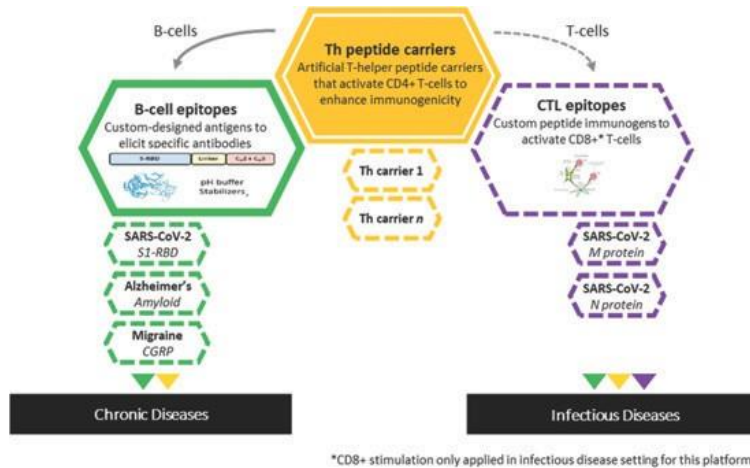 B-cells
T-cells
Th peptide carriers
Artificial T-helper peptide carriers
that activate CD4+ T-cells to
enhance immunogenicity
B-cell epitopes
Custom-designed antigens to
elicit specific antibodies
S-RBD Linker
pH buffer
Stabilizers
CTL epitopes
Custom peptide immunogens to
activate CD8+* T-cells
Th carrier 1
Th carrier n
SARS-CoV-2
S1-RBD
Alzheimer's
Amyloid
Migraine
CGRP
SARS-CoV-2
M protein
SARS-CoV-2
N protein
Chronic Diseases
Infectious Diseases
*CD8+ stimulation only applied in infectious disease setting for this platform